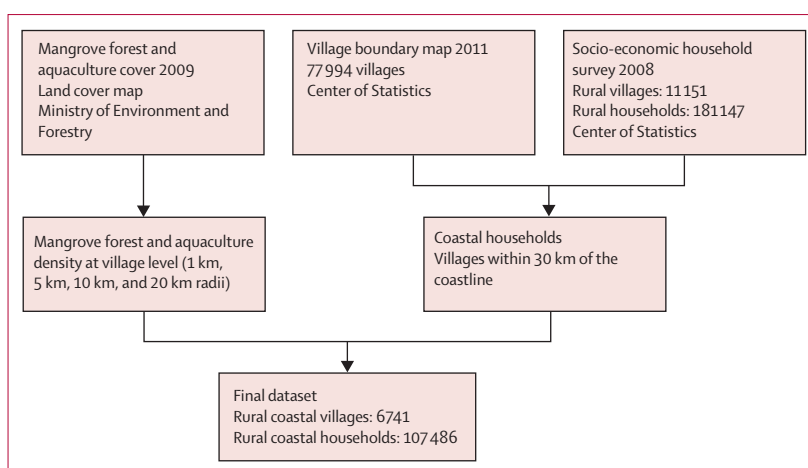 Mangrove forest and
aquaculture cover 2009
Land cover map
Ministry of Environment and
Forestry
Village boundary map 2011
77 994 villages
Center of Statistics
Socio-economic household
survey 2008
Rural villages: 11 151
Rural households: 181 147
Center of Statistics
Mangrove forest and aquaculture
density at village level (1 km,
5 km, 10 km, and 20 km radii)
Coastal households
Villages within 30 km of the
coastline
Final dataset
Rural coastal villages: 6741
Rural coastal households: 107 486